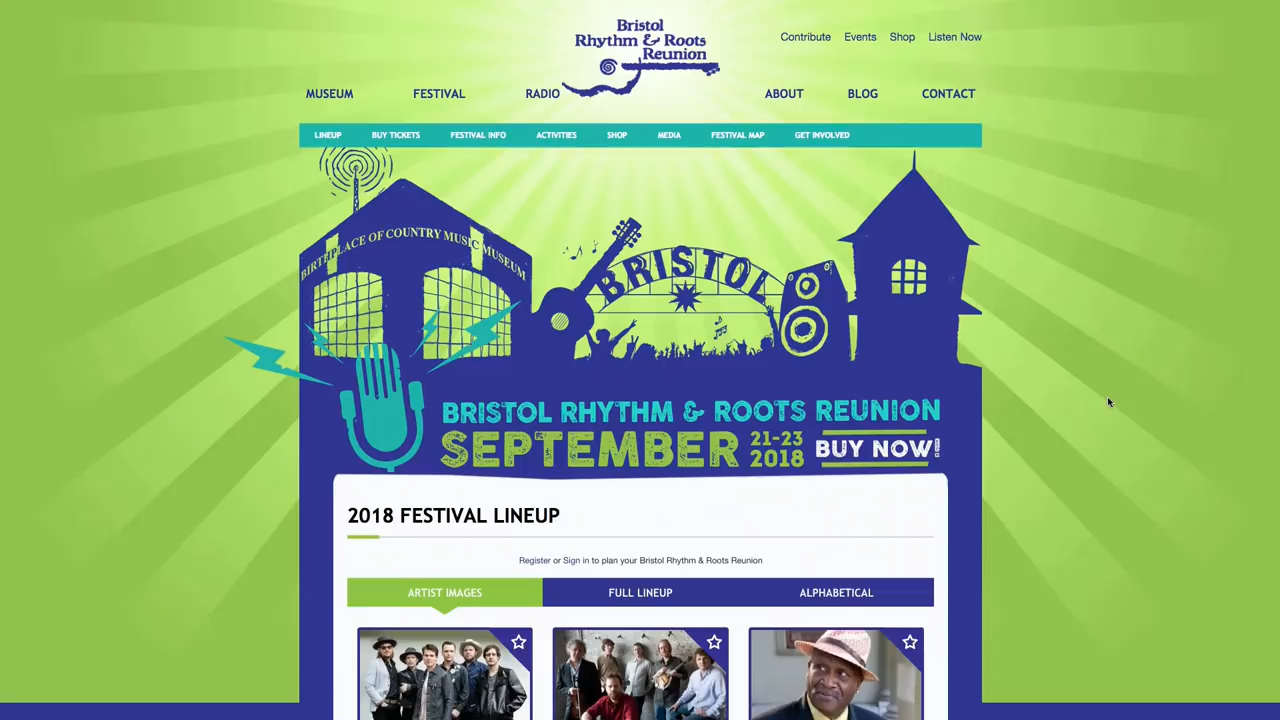 Bristol
Rhythm & Roots
Reunion
Contribute Events Shop Listen Now
MUSEUM FESTIVAL RADIO ABOUT BLOG CONTACT
LINEUP BUY TICKETS FESTIVAL INFO ACTIVITIES SHOP MEDIA FESTIVAL MAP GET INVOLVED
BIRTHPLACE OF COUNTRY MUSIC MUSEUM
BRISTOL
BRISTOL RHYTHM & ROOTS REUNION
SEPTEMBER 21-23 2018 BUY NOW
2018 FESTIVAL LINEUP
Register or Sign in to plan your Bristol Rhythm & Roots Reunion
ARTIST IMAGES FULL LINEUP ALPHABETICAL